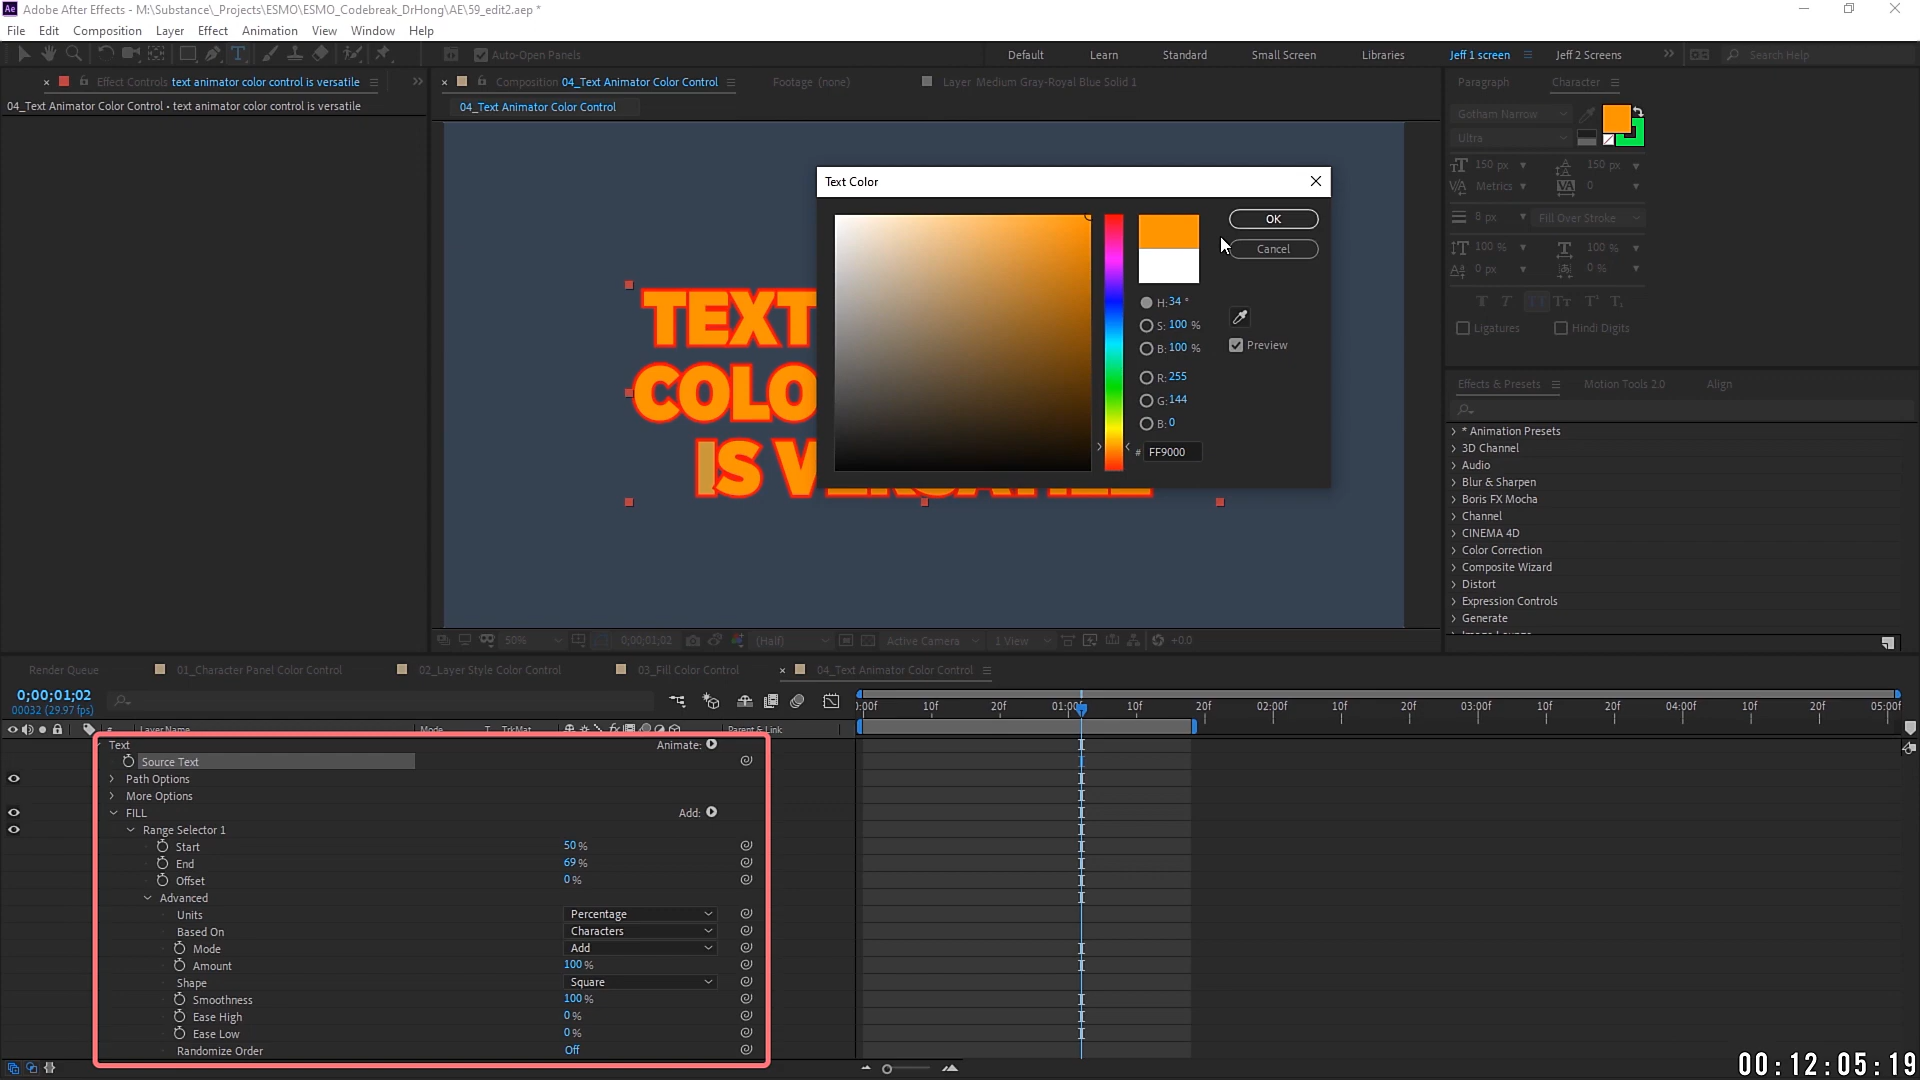 Adobe After Effects - M:\Substance\_Projects\ESMO\ESMO_Codebreak_DrHong\AE\59_edit2.aep *
File Edit Composition Layer Effect Animation View Window Help
Auto-Open Panels
Default Learn Standard Small Screen Libraries Jeff 1 screen Jeff 2 Screens Search Help
Effect Controls text animator color control is versatile
Composition 04_Text Animator Color Control Footage (none) Layer Medium Gray-Royal Blue Solid 1
Paragraph Character
04_Text Animator Color Control • text animator color control is versatile
04_Text Animator Color Control
Gotham Narrow
Ultra
150 px 150 px
Metrics 0
8 px Fill Over Stroke
100 % 100 %
0 px 0 %
Ligatures Hindi Digits
Text Color
OK
Cancel
H: 34 °
S: 100 %
B: 100 %
Preview
R: 255
G: 144
B: 0
# FF9000
TEXT
COLO
IS V
Effects & Presets Motion Tools 2.0 Align
* Animation Presets
3D Channel
Audio
Blur & Sharpen
Boris FX Mocha
Channel
CINEMA 4D
Color Correction
Composite Wizard
Distort
Expression Controls
Generate
50% 0;00;01;02 (Half) Active Camera 1 View +0.0
Render Queue 01_Character Panel Color Control 02_Layer Style Color Control 03_Fill Color Control 04_Text Animator Color Control
0;00;01;02
00032 (29.97 fps)
):00f 10f 20f 01:00f 10f 20f 02:00f 10f 20f 03:00f 10f 20f 04:00f 10f 20f 05:00f
# Layer Name Mode T TrkMat Parent & Link
Text Animate:
Source Text
Path Options
More Options
FILL Add:
Range Selector 1
Start 50 %
End 69 %
Offset 0 %
Advanced
Units Percentage
Based On Characters
Mode Add
Amount 100 %
Shape Square
Smoothness 100 %
Ease High 0 %
Ease Low 0 %
Randomize Order Off
00:12:05:19